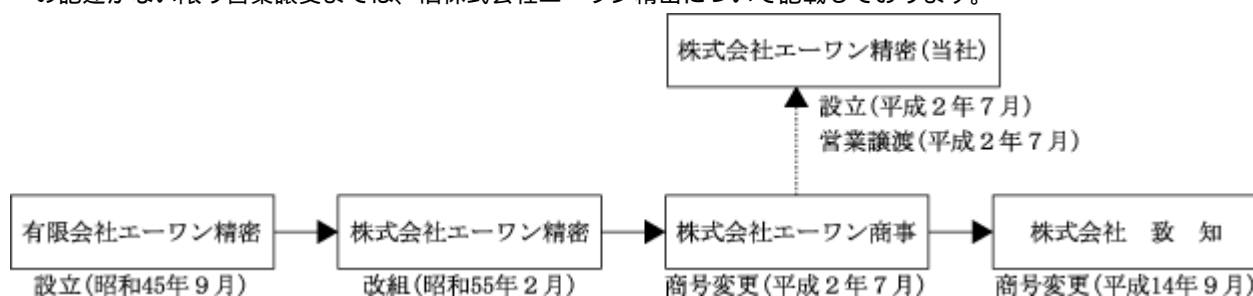 の記述がない限り営業譲受までは、旧株式会社エーワン精密について記載しております。
株式会社エーワン精密(当社)
設立(平成2年7月)
営業譲渡(平成2年7月)
有限会社エーワン精密
株式会社エーワン精密
株式会社エーワン商事
株式会社 致 知
設立(昭和45年9月)
改組(昭和55年2月)
商号変更(平成2年7月)
商号変更(平成14年9月)